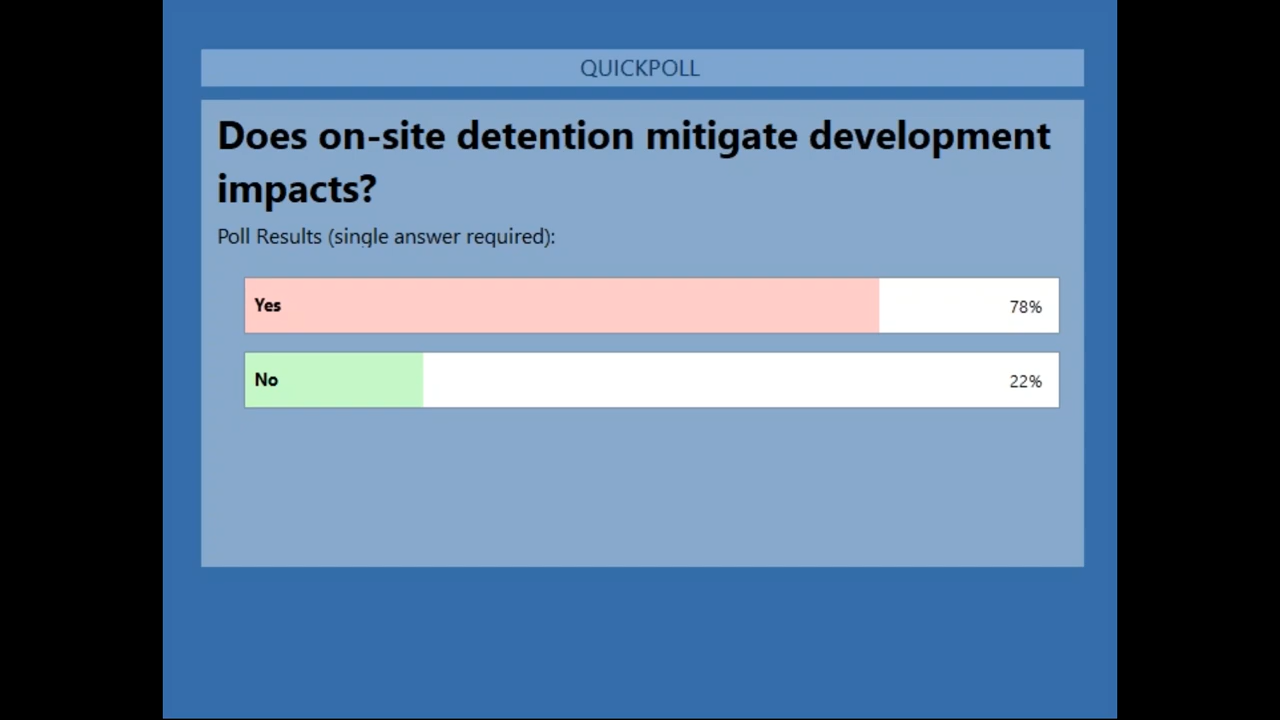 QUICKPOLL
Does on-site detention mitigate development
impacts?
Poll Results (single answer required):
Yes 78%
No 22%